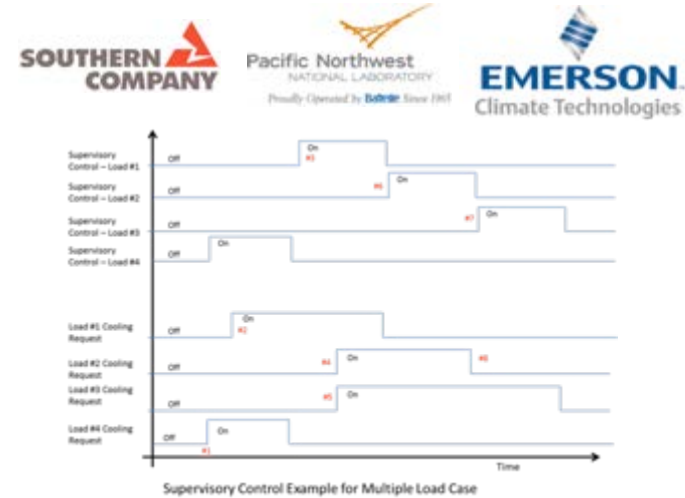 SOUTHERN
COMPANY
Pacific Northwest
NATIONAL LABORATORY
Proudly Operated by Battelle Since 1965
EMERSON.
Climate Technologies
Supervisory
Control – Load #1
Off
On
#3
Supervisory
Control – Load #2
Off
#6
On
Supervisory
Control – Load #3
Off
#7
On
Supervisory
Control – Load #4
Off
On
Load #1 Cooling
Request
Off
On
#2
Load #2 Cooling
Request
Off
#4
On
#8
Load #3 Cooling
Request
Off
#5
On
Load #4 Cooling
Request
Off
On
#1
Time
Supervisory Control Example for Multiple Load Case